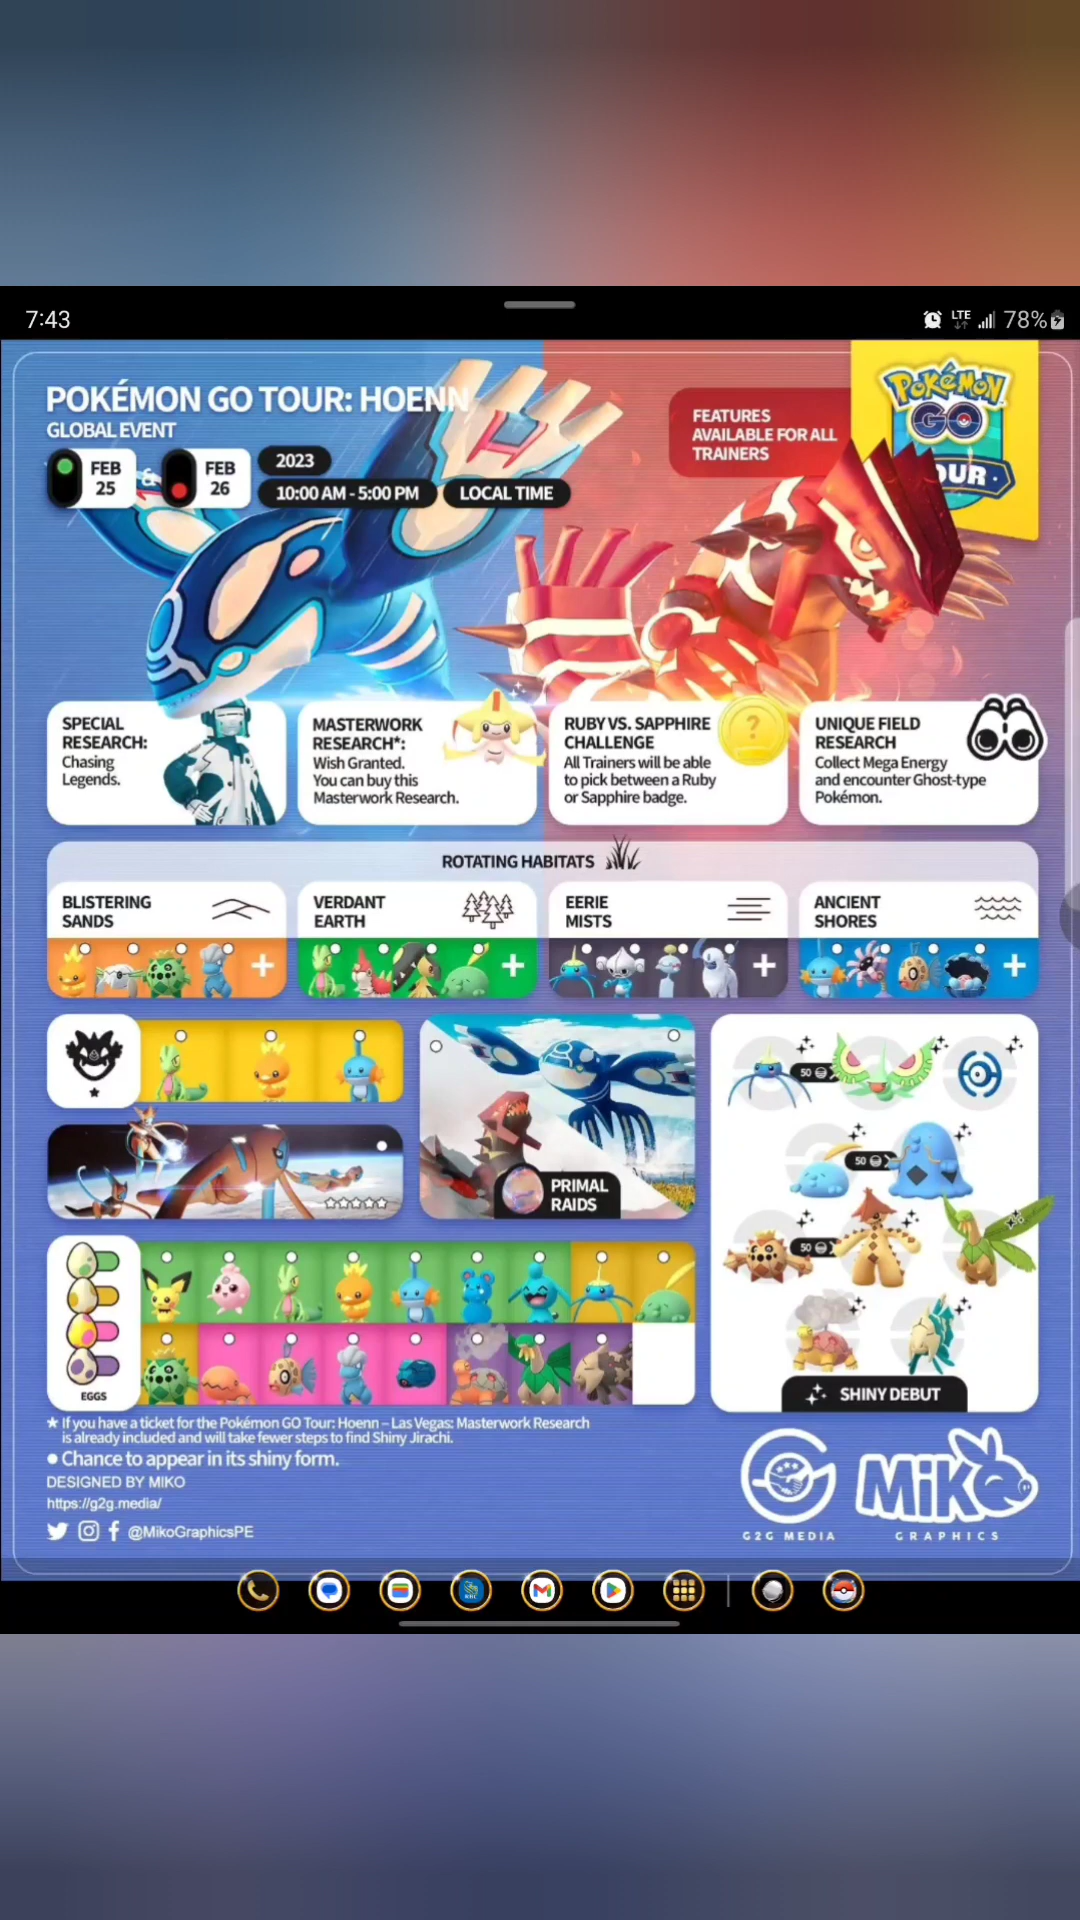 7:43
LTE
78%
POKÉMON GO TOUR: HOENN
GLOBAL EVENT
FEB
25
&
FEB
26
2023
10:00 AM - 5:00 PM
LOCAL TIME
FEATURES
AVAILABLE FOR ALL
TRAINERS
POKéMON
GO
OUR
SPECIAL
RESEARCH:
Chasing
Legends.
MASTERWORK
RESEARCH*:
Wish Granted.
You can buy this
Masterwork Research.
RUBY VS. SAPPHIRE
CHALLENGE
All Trainers will be able
to pick between a Ruby
or Sapphire badge.
?
UNIQUE FIELD
RESEARCH
Collect Mega Energy
and encounter Ghost-type
Pokémon.
ROTATING HABITATS
BLISTERING
SANDS
+
VERDANT
EARTH
+
EERIE
MISTS
+
ANCIENT
SHORES
+
PRIMAL
RAIDS
50
50
50
SHINY DEBUT
EGGS
★ If you have a ticket for the Pokémon GO Tour: Hoenn – Las Vegas: Masterwork Research
is already included and will take fewer steps to find Shiny Jirachi.
● Chance to appear in its shiny form.
DESIGNED BY MIKO
https://g2g.media/
@MikoGraphicsPE
G2G MEDIA
MiKO
GRAPHICS
RBC